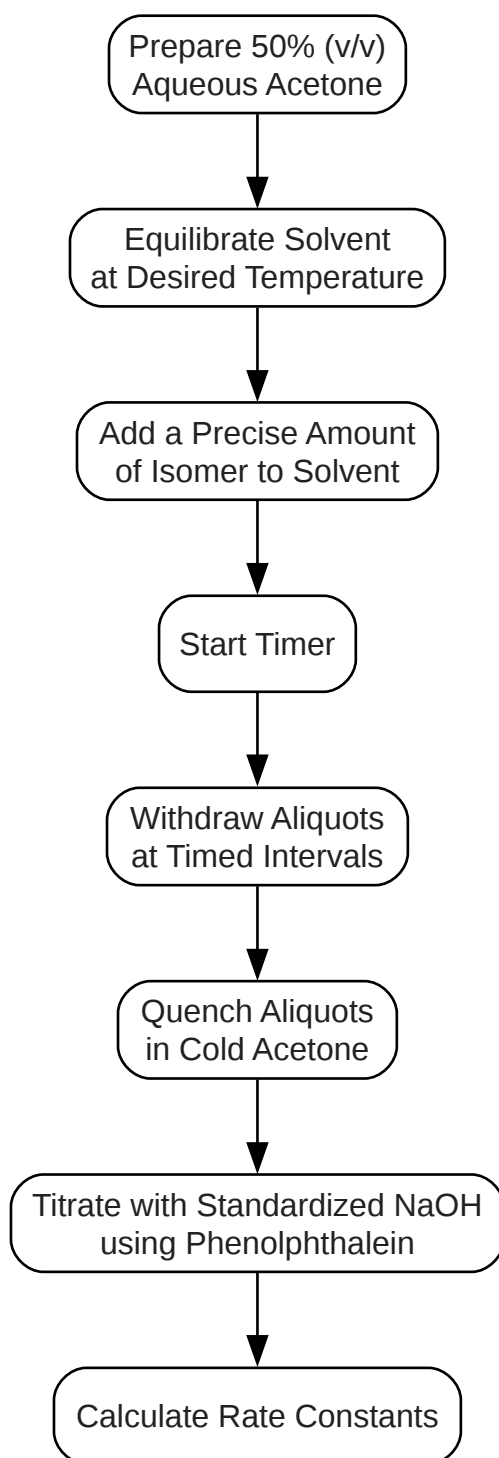 Prepare 50% (v/v)
Aqueous Acetone
Equilibrate Solvent
at Desired Temperature
Add a Precise Amount
of Isomer to Solvent
Start Timer
Withdraw Aliquots
at Timed Intervals
Quench Aliquots
in Cold Acetone
Titrate with Standardized NaOH
using Phenolphthalein
Calculate Rate Constants